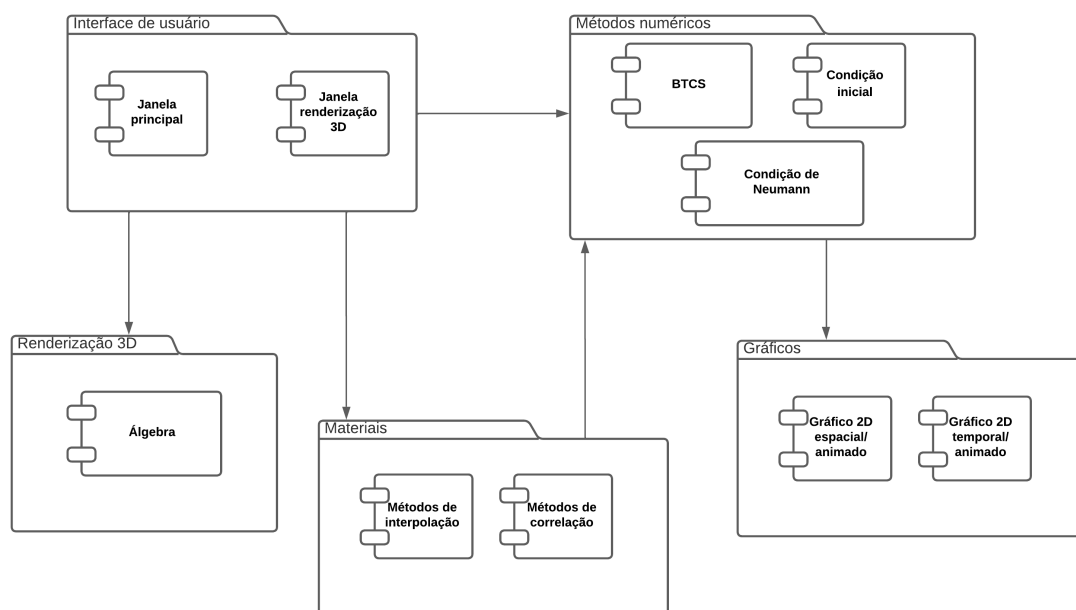 Interface de usuário
Janela
principal
Janela
renderização
3D
Métodos numéricos
BTCS
Condição
inicial
Condição de
Neumann
Renderização 3D
Álgebra
Materiais
Métodos de
interpolação
Métodos de
correlação
Gráficos
Gráfico 2D
espacial/
animado
Gráfico 2D
temporal/
animado